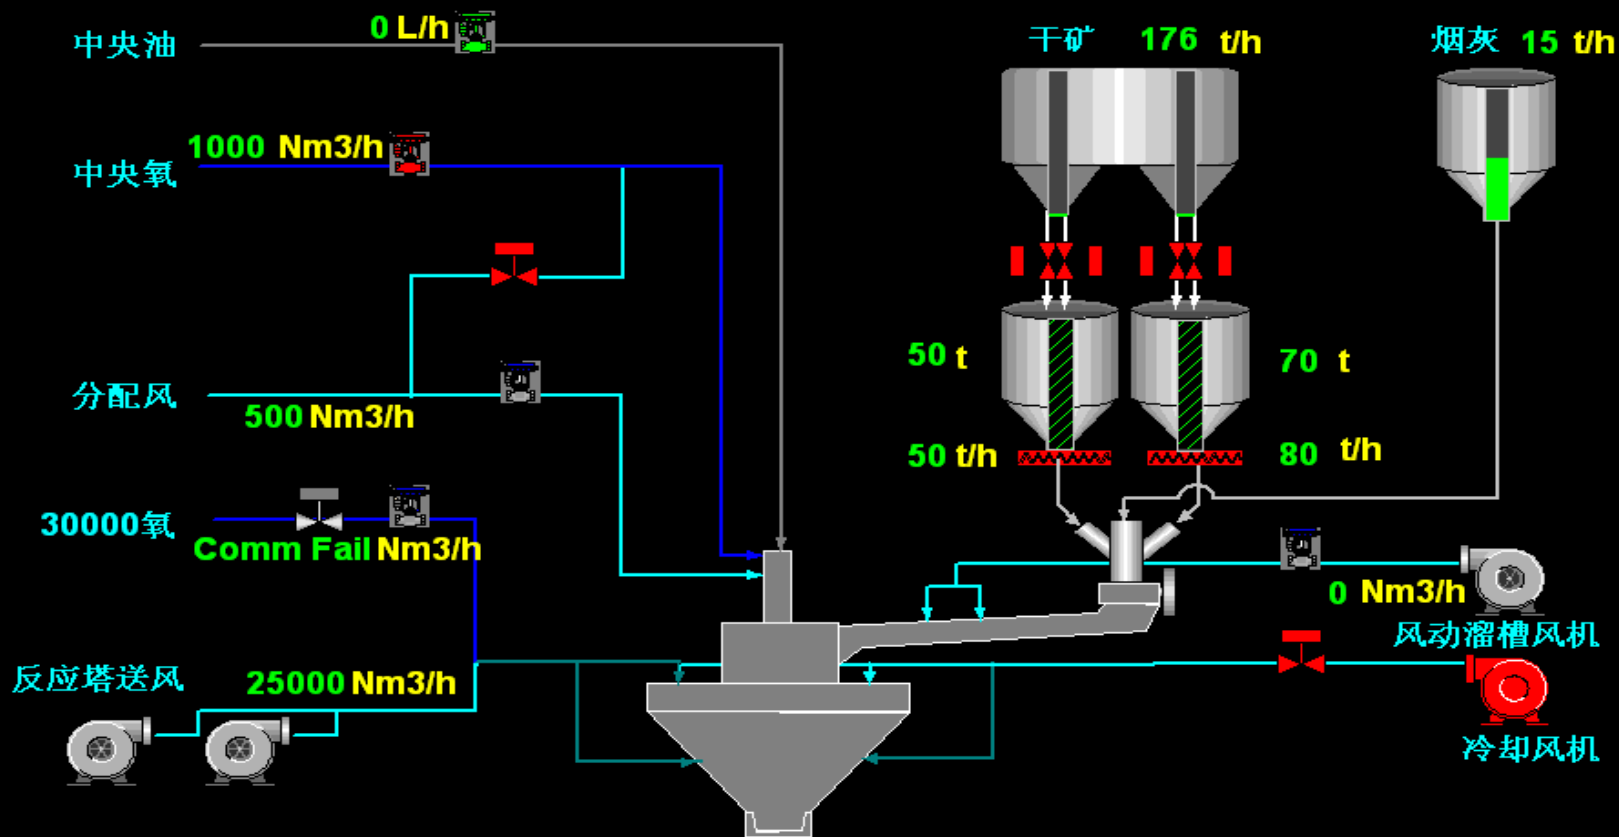 中央油 0 L/h
干矿 176 t/h
烟灰 15 t/h
中央氧 1000 Nm3/h
50 t
70 t
分配风 500 Nm3/h
50 t/h
80 t/h
30000氧 Comm Fail Nm3/h
0 Nm3/h
风动溜槽风机
反应塔送风 25000 Nm3/h
冷却风机